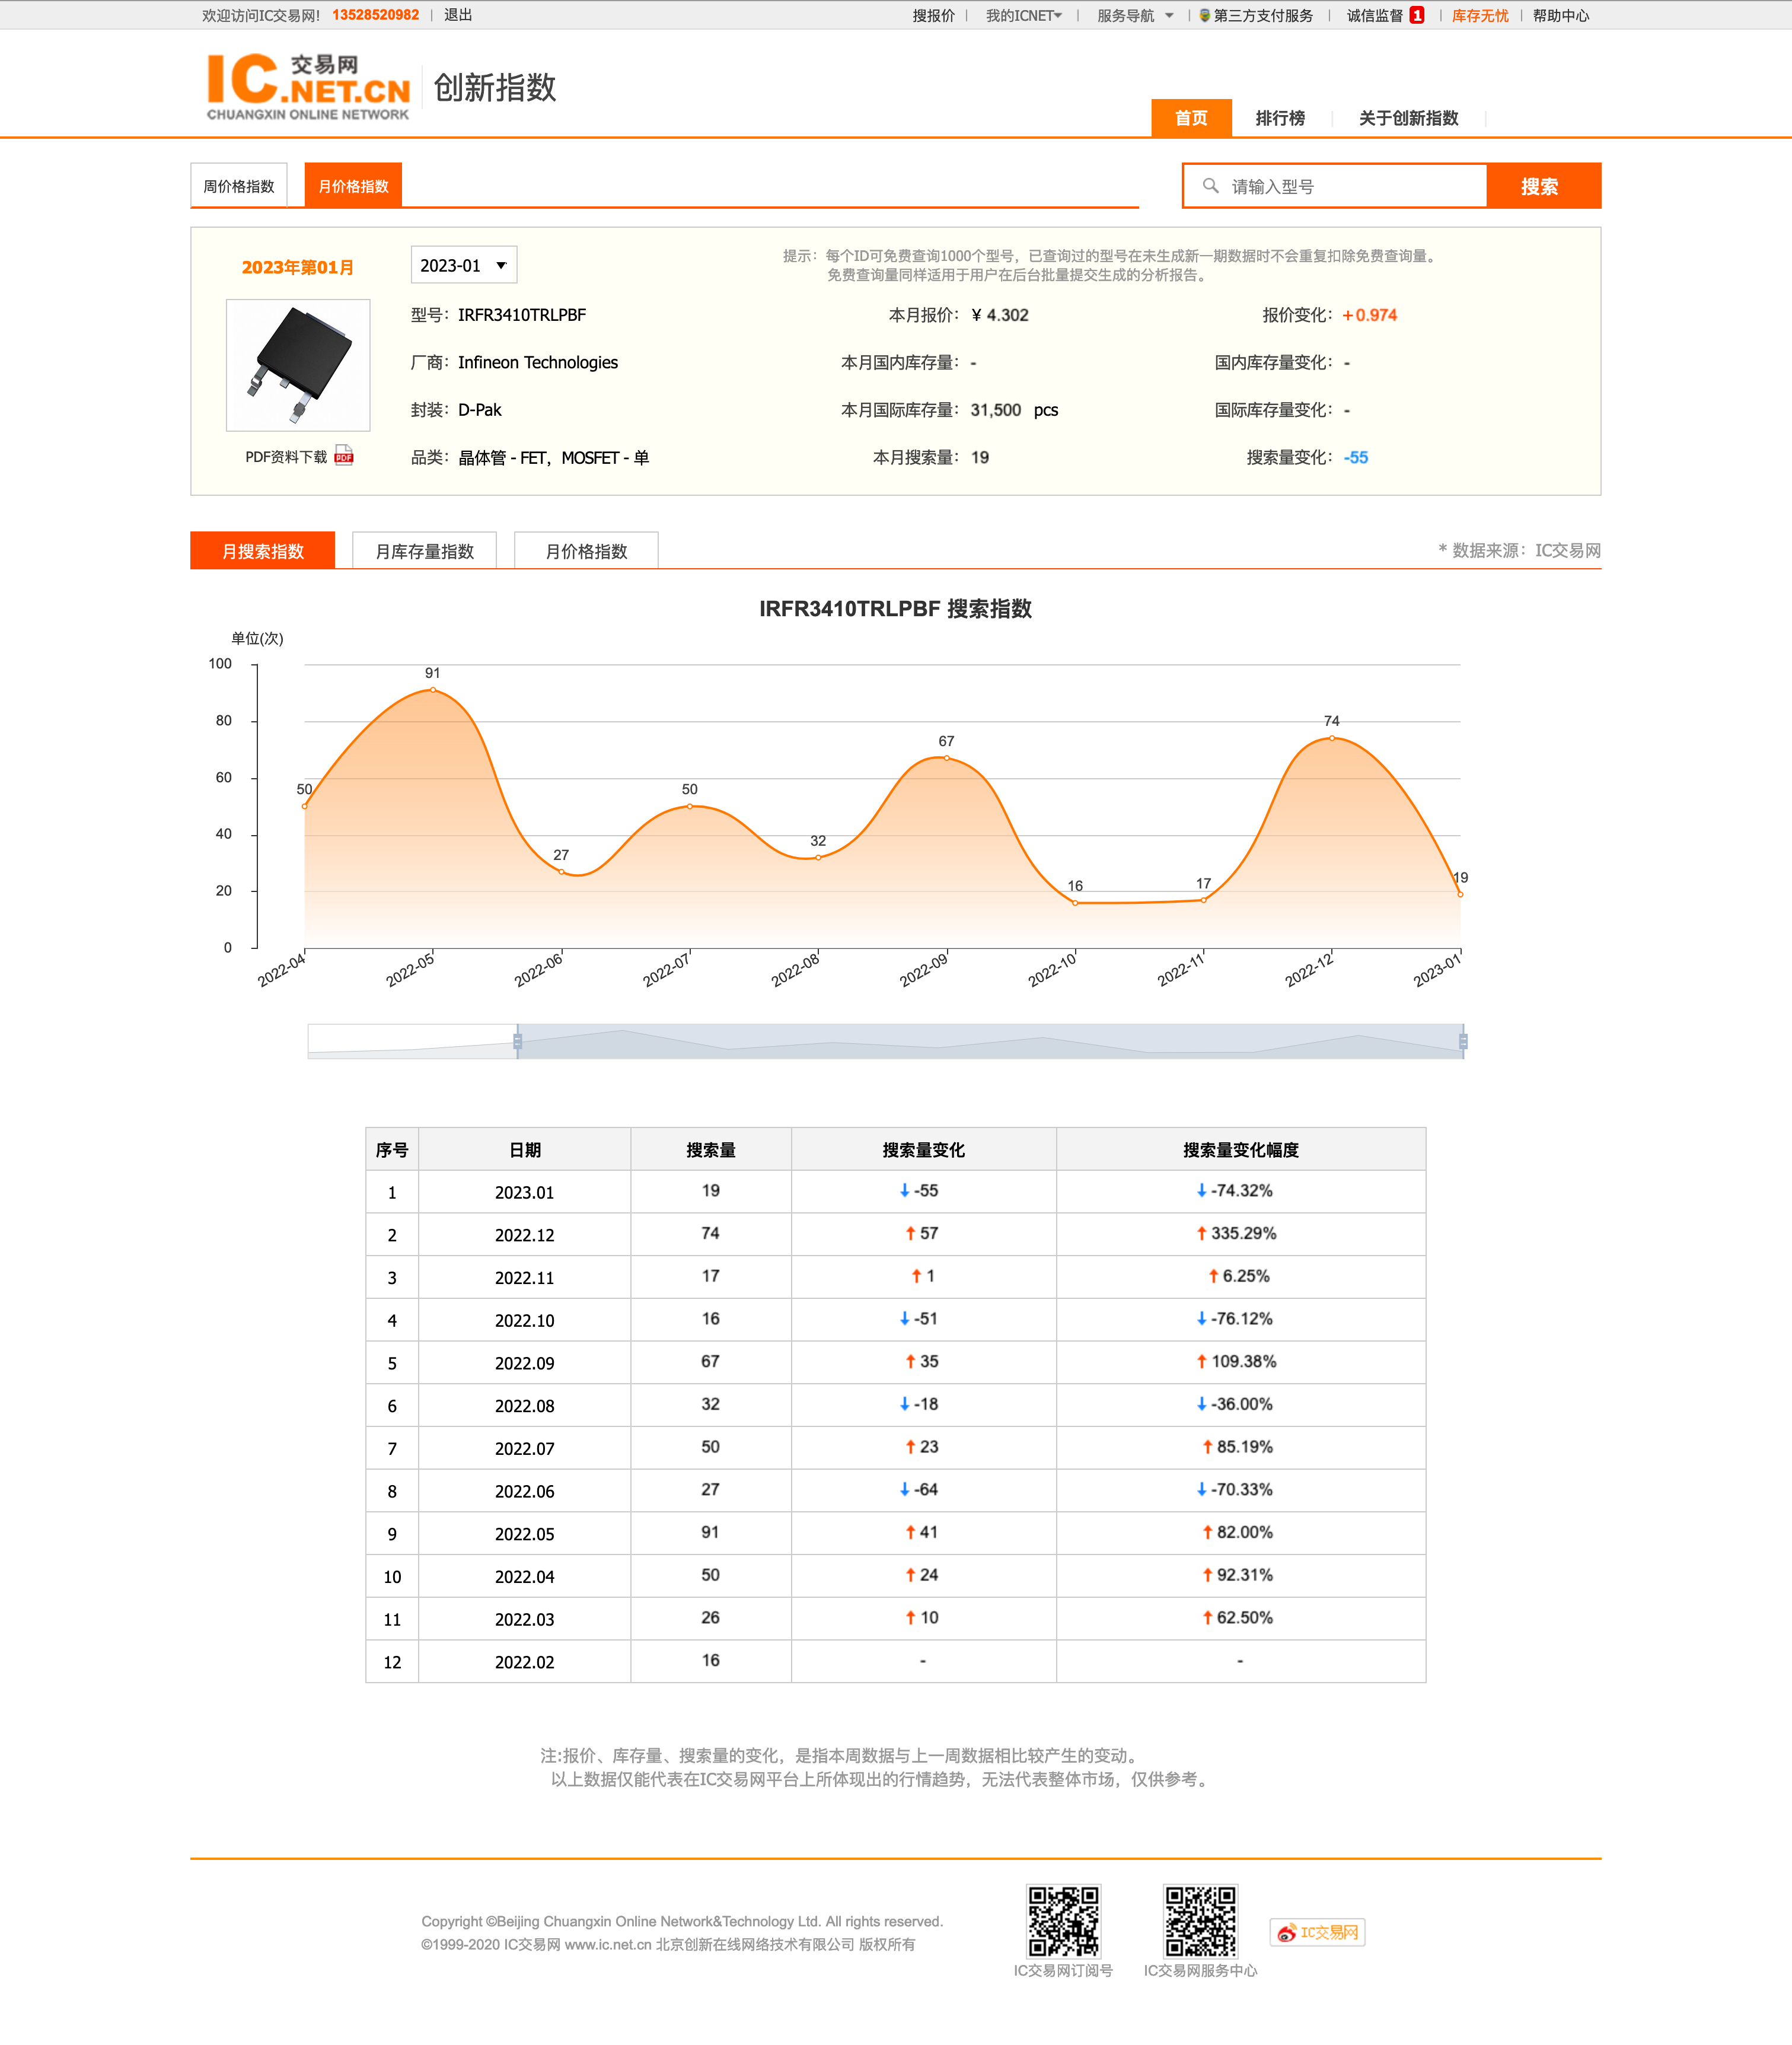 欢迎访问IC交易网! 13528520982 | 退出 搜报价 | 我的ICNET | 服务导航 | 第三方支付服务 | 诚信监督 1 | 库存无忧 | 帮助中心
IC 交易网 .NET.CN
CHUANGXIN ONLINE NETWORK
创新指数
首页 排行榜 关于创新指数
周价格指数 月价格指数 请输入型号 搜索
2023年第01月 2023-01 提示：每个ID可免费查询1000个型号，已查询过的型号在未生成新一期数据时不会重复扣除免费查询量。
免费查询量同样适用于用户在后台批量提交生成的分析报告。
型号：IRFR3410TRLPBF 本月报价：¥ 4.302 报价变化：+0.974
厂商：Infineon Technologies 本月国内库存量：- 国内库存量变化：-
封装：D-Pak 本月国际库存量：31,500 pcs 国际库存量变化：-
PDF资料下载 PDF 品类：晶体管 - FET，MOSFET - 单 本月搜索量：19 搜索量变化：-55
月搜索指数 月库存量指数 月价格指数 * 数据来源：IC交易网
IRFR3410TRLPBF 搜索指数
单位(次)
100
80
60
40
20
0
50 91 27 50 32 67 16 17 74 19
2022-04 2022-05 2022-06 2022-07 2022-08 2022-09 2022-10 2022-11 2022-12 2023-01
序号 日期 搜索量 搜索量变化 搜索量变化幅度
1 2023.01 19 ↓-55 ↓-74.32%
2 2022.12 74 ↑57 ↑335.29%
3 2022.11 17 ↑1 ↑6.25%
4 2022.10 16 ↓-51 ↓-76.12%
5 2022.09 67 ↑35 ↑109.38%
6 2022.08 32 ↓-18 ↓-36.00%
7 2022.07 50 ↑23 ↑85.19%
8 2022.06 27 ↓-64 ↓-70.33%
9 2022.05 91 ↑41 ↑82.00%
10 2022.04 50 ↑24 ↑92.31%
11 2022.03 26 ↑10 ↑62.50%
12 2022.02 16 - -
注:报价、库存量、搜索量的变化，是指本周数据与上一周数据相比较产生的变动。
以上数据仅能代表在IC交易网平台上所体现出的行情趋势，无法代表整体市场，仅供参考。
Copyright ©Beijing Chuangxin Online Network&Technology Ltd. All rights reserved.
©1999-2020 IC交易网 www.ic.net.cn 北京创新在线网络技术有限公司 版权所有
IC交易网订阅号 IC交易网服务中心 IC交易网